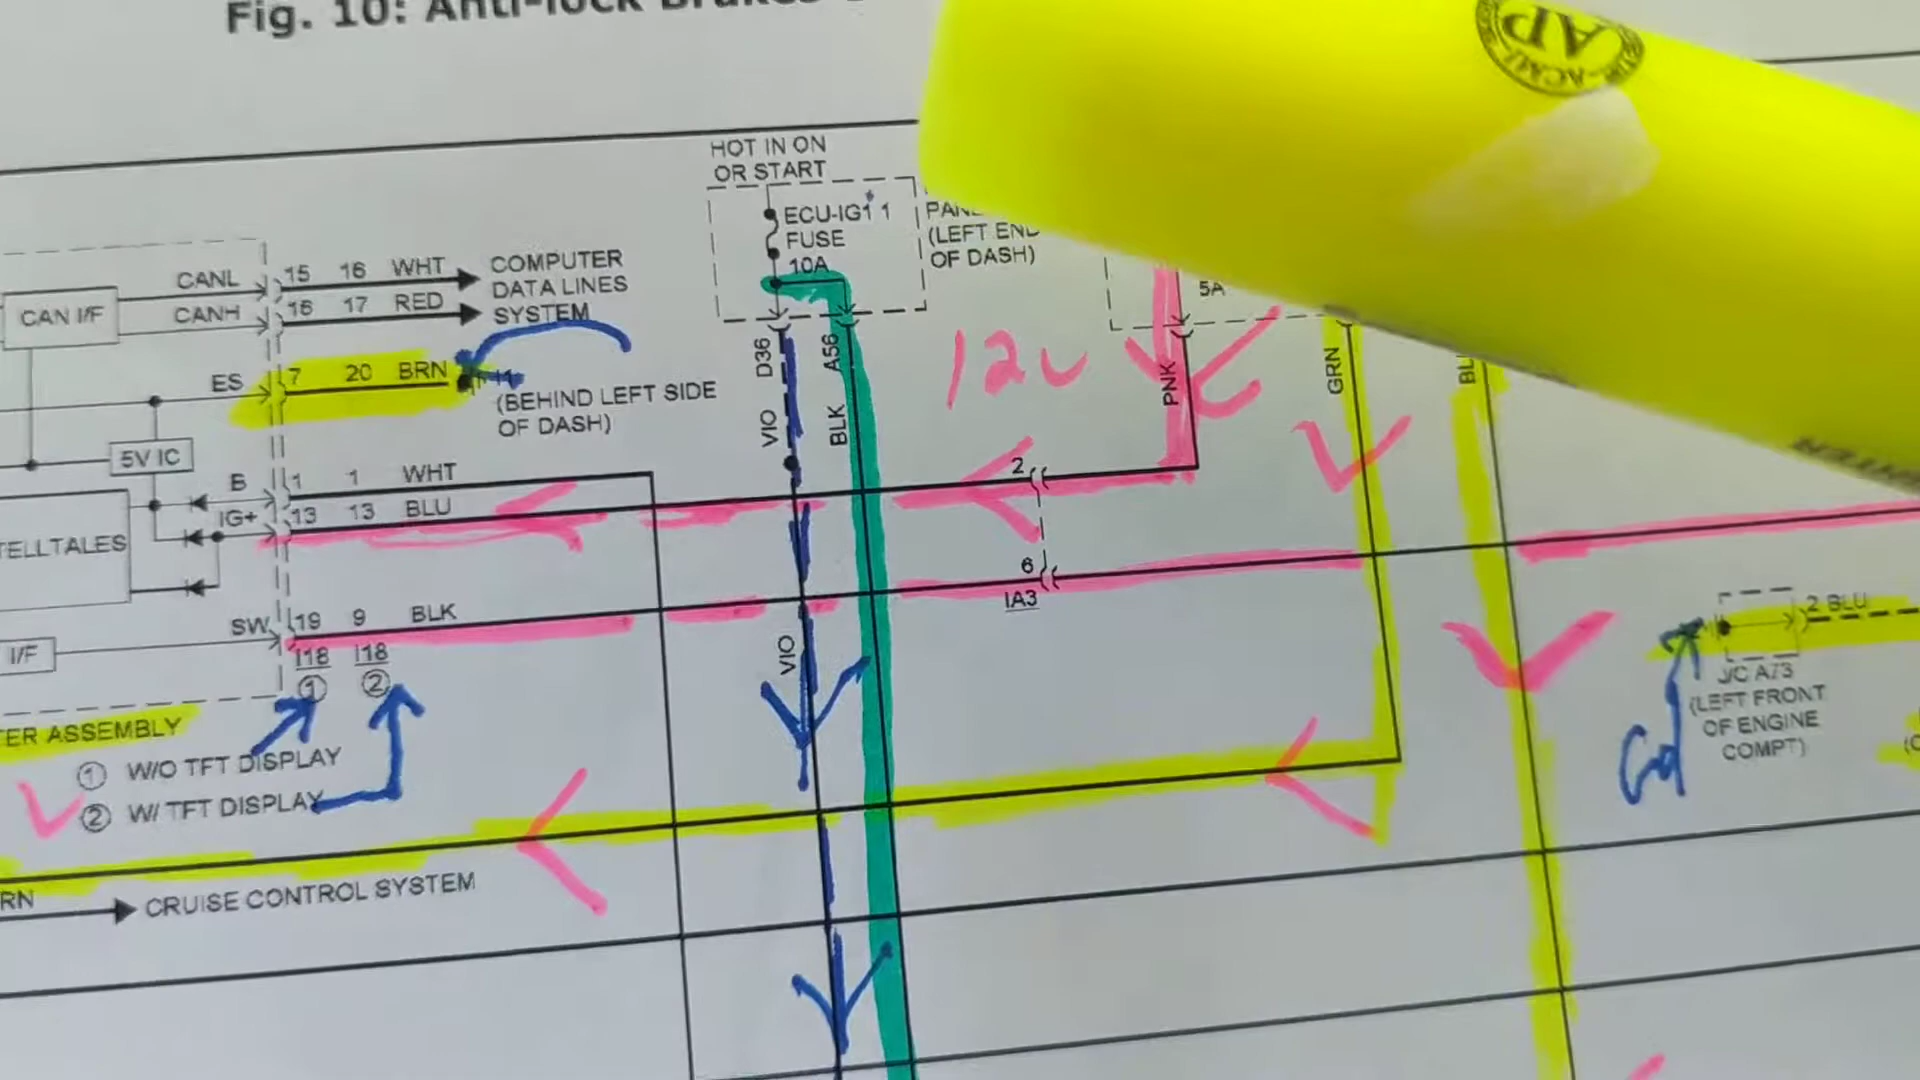 Fig. 10: Anti-lock Brakes
AP
HOT IN ON
OR START
ECU-IG1 1
FUSE
10A
(LEFT END
OF DASH)
5A
CANL
CANH
CAN I/F
15 16 WHT
16 17 RED
COMPUTER
DATA LINES
SYSTEM
ES
7 20 BRN
(BEHIND LEFT SIDE
OF DASH)
5V IC
B
1 1 WHT
IG+
13 13 BLU
TELLTALES
SW
19 9 BLK
I/F
I18 I18
1 2
D36
A56
VIO
BLK
VIO
12v
PNK
GRN
2
6
IA3
2 BLU
J/C A73
(LEFT FRONT
OF ENGINE
COMPT)
Gd
TER ASSEMBLY
① W/O TFT DISPLAY
② W/ TFT DISPLAY
RN
CRUISE CONTROL SYSTEM